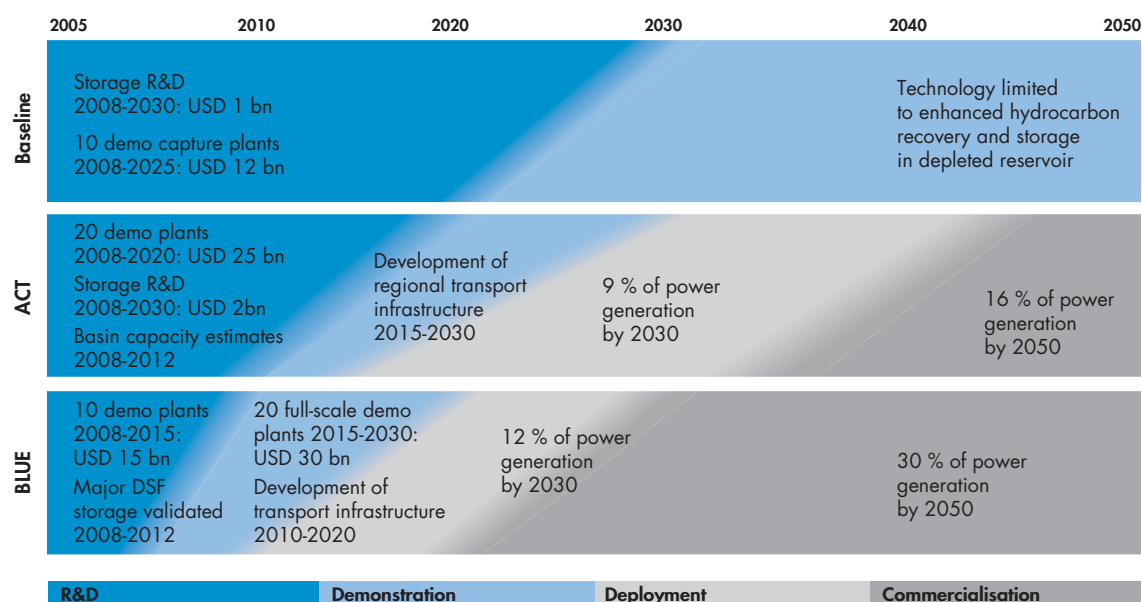 2005 2010 2020 2030 2040 2050
Baseline
Storage R&D
2008-2030: USD 1 bn
10 demo capture plants
2008-2025: USD 12 bn
Technology limited
to enhanced hydrocarbon
recovery and storage
in depleted reservoir
ACT
20 demo plants
2008-2020: USD 25 bn
Storage R&D
2008-2030: USD 2bn
Basin capacity estimates
2008-2012
Development of
regional transport
infrastructure
2015-2030
9 % of power
generation
by 2030
16 % of power
generation
by 2050
BLUE
10 demo plants
2008-2015:
USD 15 bn
Major DSF
storage validated
2008-2012
20 full-scale demo
plants 2015-2030:
USD 30 bn
Development of
transport infrastructure
2010-2020
12 % of power
generation
by 2030
30 % of power
generation
by 2050
R&D Demonstration Deployment Commercialisation